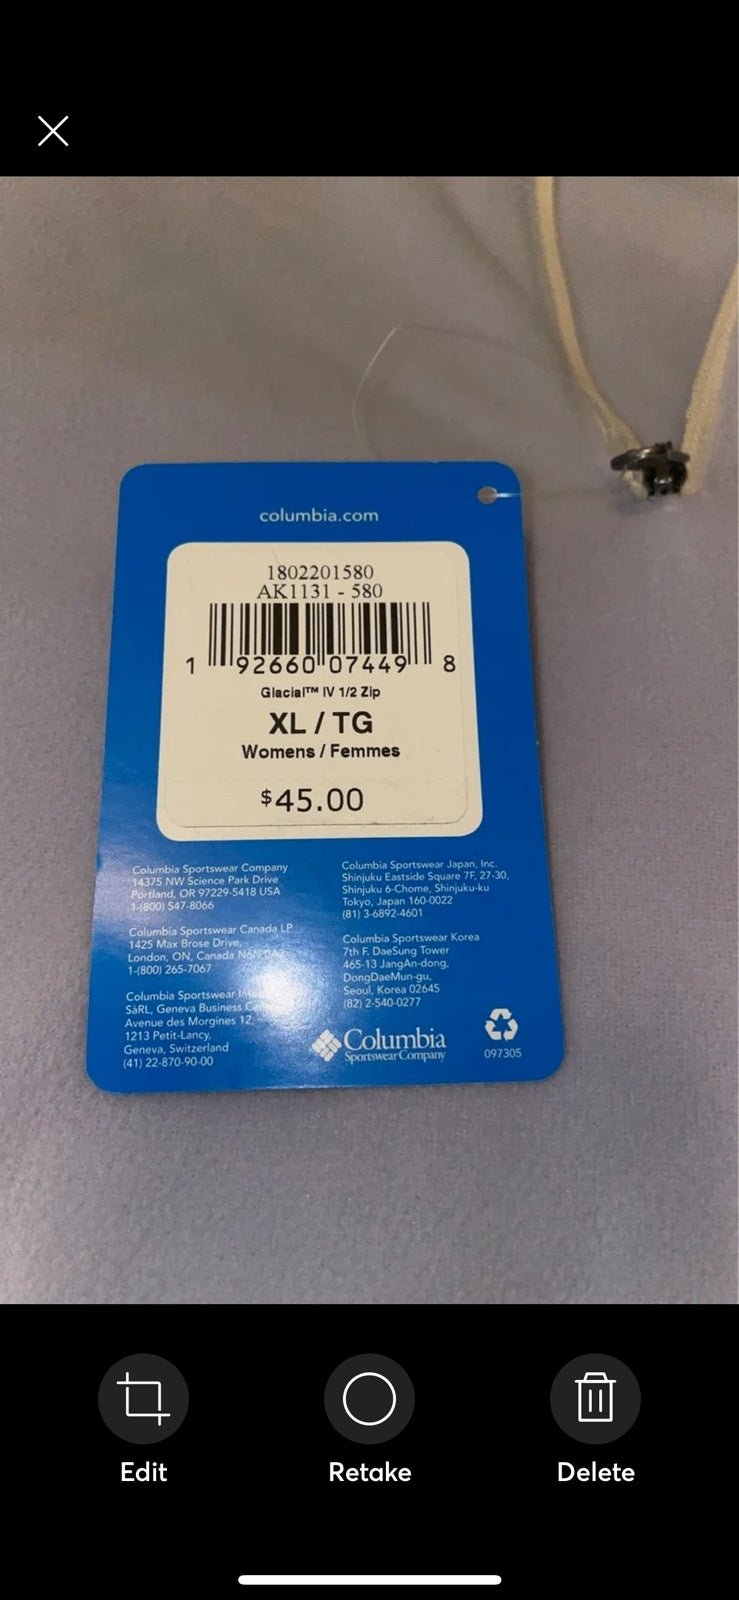 columbia.com
1802201580
AK1131 - 580
1 92660 07449 8
Glacial™ IV 1/2 Zip
XL / TG
Womens / Femmes
$45.00
Columbia Sportswear Company
14375 NW Science Park Drive
Portland, OR 97229-5418 USA
1-(800) 547-8066
Columbia Sportswear Canada LP
1425 Max Brose Drive,
London, ON, Canada
1-(800) 265-7067
Columbia Sportswear
SàRL, Geneva Business
Avenue des Morgines 12,
1213 Petit-Lancy,
Geneva, Switzerland
(41) 22-870-90-00
Columbia Sportswear Japan, Inc.
Shinjuku Eastside Square 7F, 27-30,
Shinjuku 6-Chome, Shinjuku-ku
Tokyo, Japan 160-0022
(81) 3-6892-4601
Columbia Sportswear Korea
7th F. DaeSung Tower
465-13 JangAn-dong,
DongDaeMun-gu,
Seoul, Korea 02645
(82) 2-540-0277
Columbia
Sportswear Company
097305
Edit
Retake
Delete